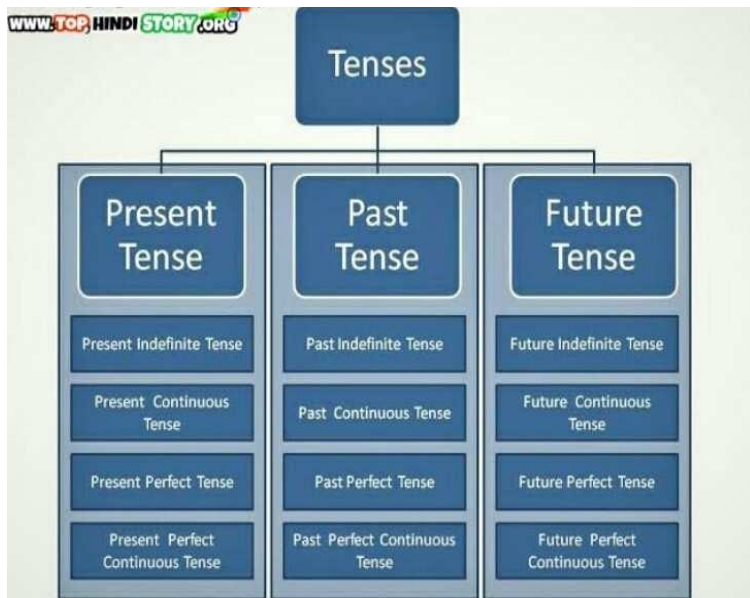 WWW.TOP HINDI STORY.ORG
Tenses
Present
Tense
Present Indefinite Tense
Present Continuous
Tense
Present Perfect Tense
Present Perfect
Continuous Tense
Past
Tense
Past Indefinite Tense
Past Continuous Tense
Past Perfect Tense
Past Perfect Continuous
Tense
Future
Tense
Future Indefinite Tense
Future Continuous
Tense
Future Perfect Tense
Future Perfect
Continuous Tense